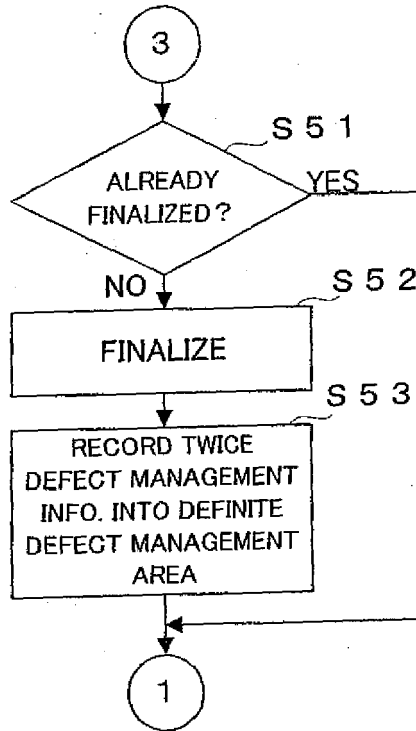 3
S51
ALREADY
FINALIZED?
YES
NO
S52
FINALIZE
S53
RECORD TWICE
DEFECT MANAGEMENT
INFO. INTO DEFINITE
DEFECT MANAGEMENT
AREA
1